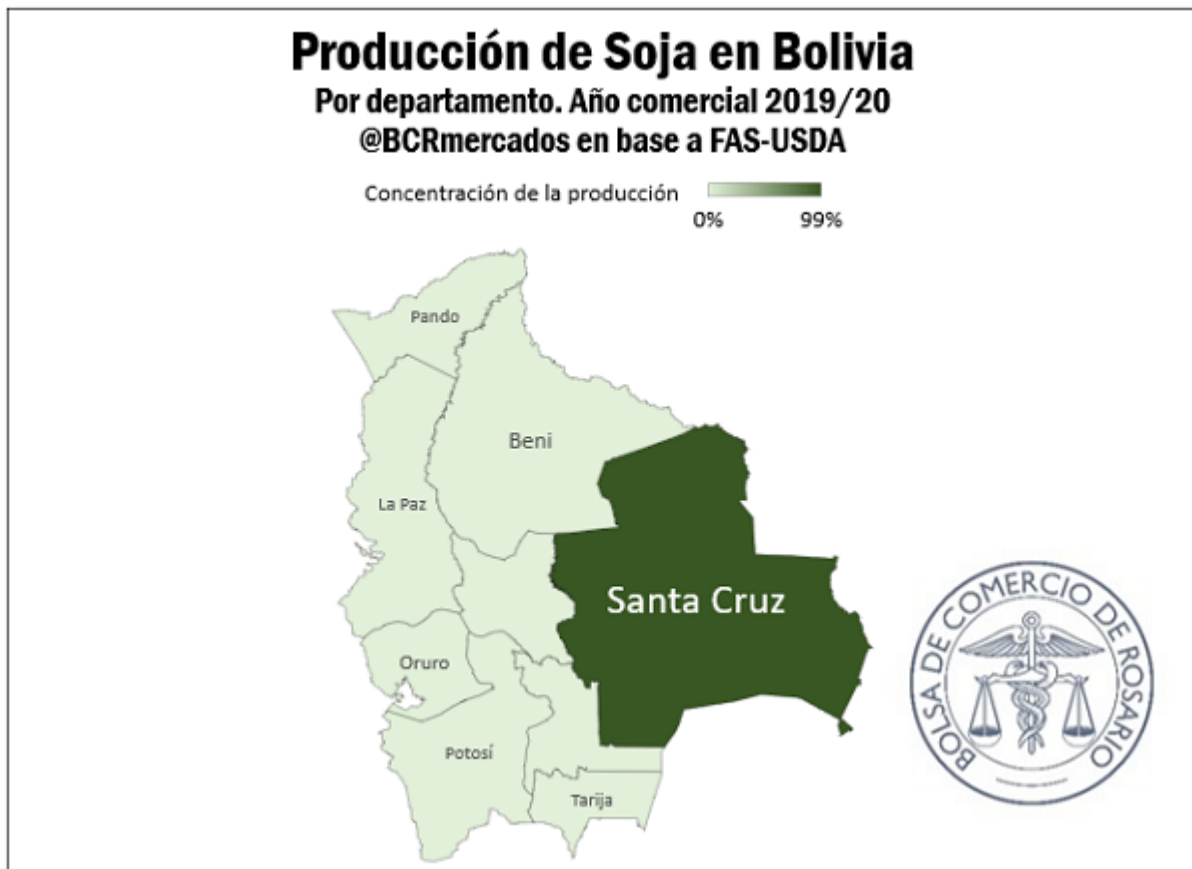 Producción de Soja en Bolivia
Por departamento. Año comercial 2019/20
@BCRmercados en base a FAS-USDA
Concentración de la producción
0% 99%
Pando
Beni
La Paz
Santa Cruz
Oruro
Potosí
Tarija
BOLSA DE COMERCIO DE ROSARIO